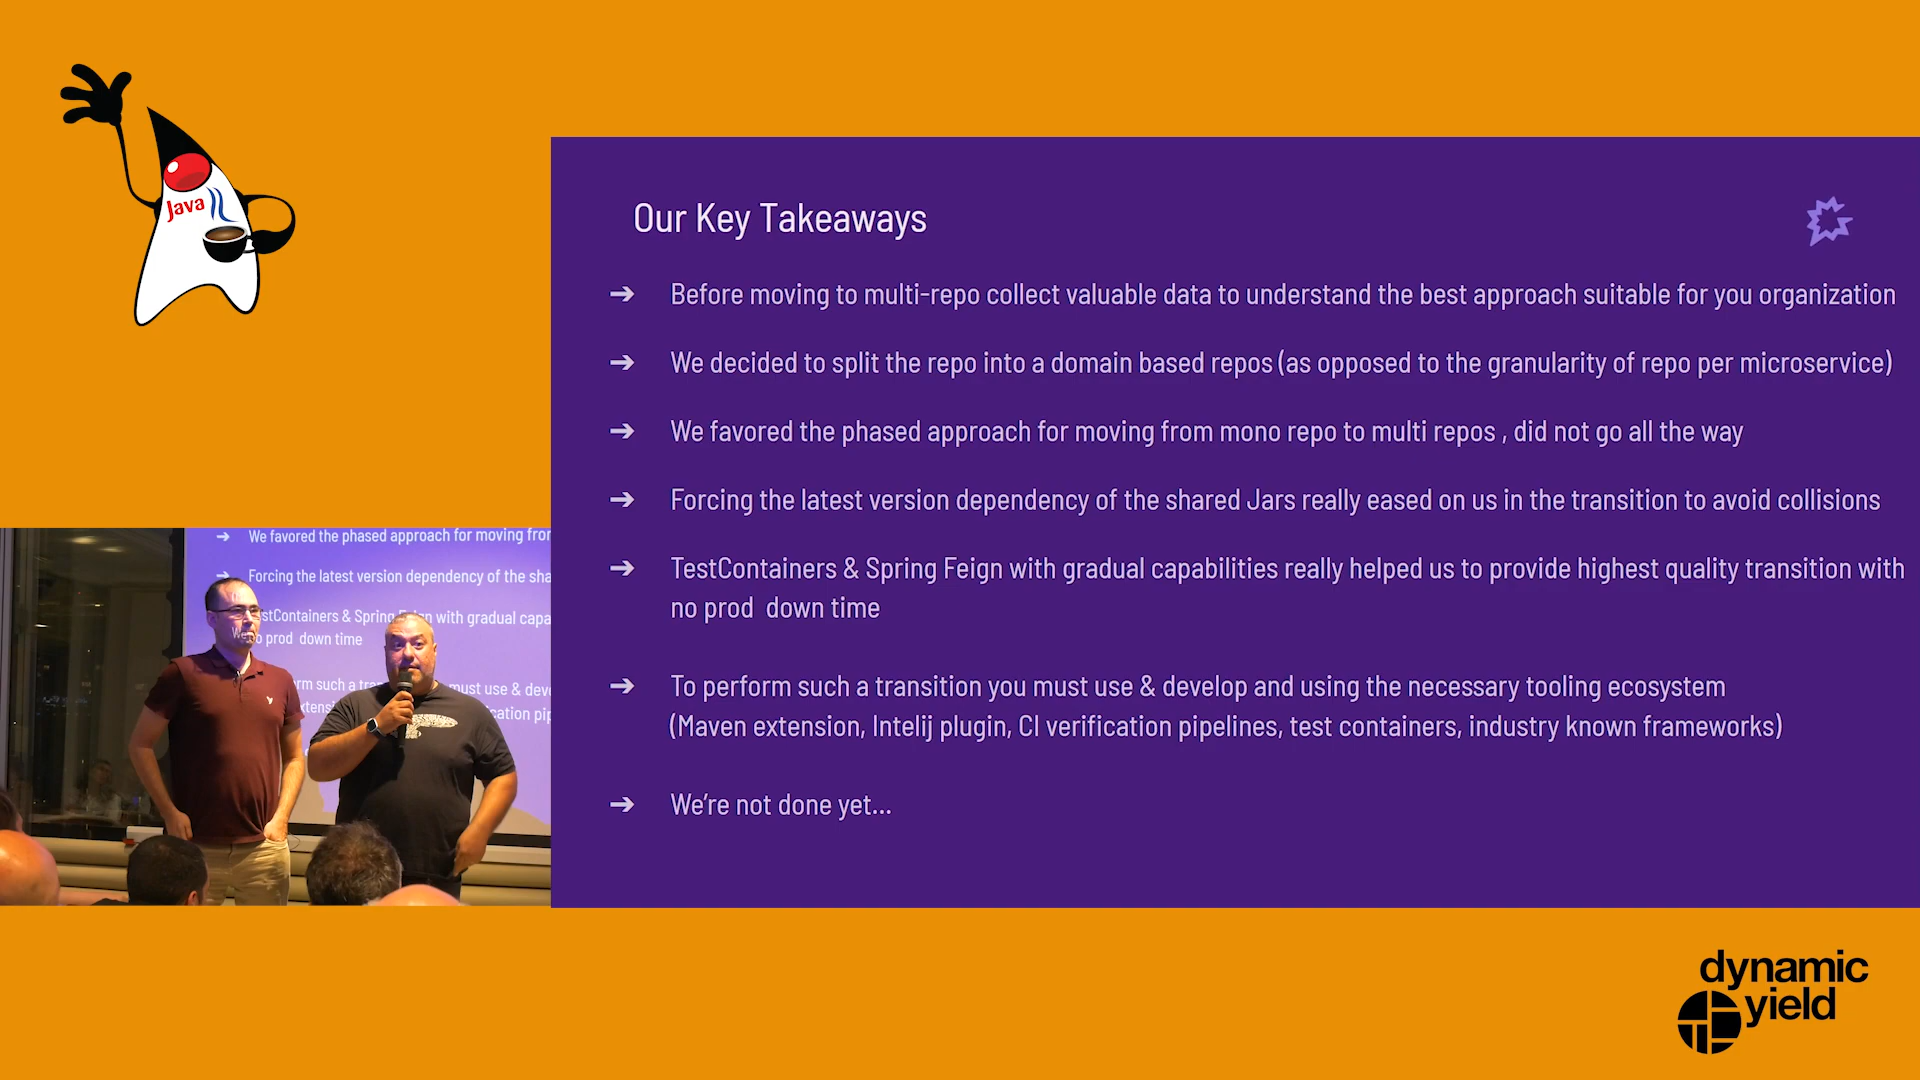 Java
Our Key Takeaways
➔ Before moving to multi-repo collect valuable data to understand the best approach suitable for you organization
➔ We decided to split the repo into a domain based repos (as opposed to the granularity of repo per microservice)
➔ We favored the phased approach for moving from mono repo to multi repos , did not go all the way
➔ Forcing the latest version dependency of the shared Jars really eased on us in the transition to avoid collisions
➔ TestContainers & Spring Feign with gradual capabilities really helped us to provide highest quality transition with
no prod down time
➔ To perform such a transition you must use & develop and using the necessary tooling ecosystem
(Maven extension, Intelij plugin, CI verification pipelines, test containers, industry known frameworks)
➔ We're not done yet...
➔ We favored the phased approach for moving
➔ Forcing the latest version dependency of the
Spring with gradual
prod down time
such a must use &
dynamic
yield